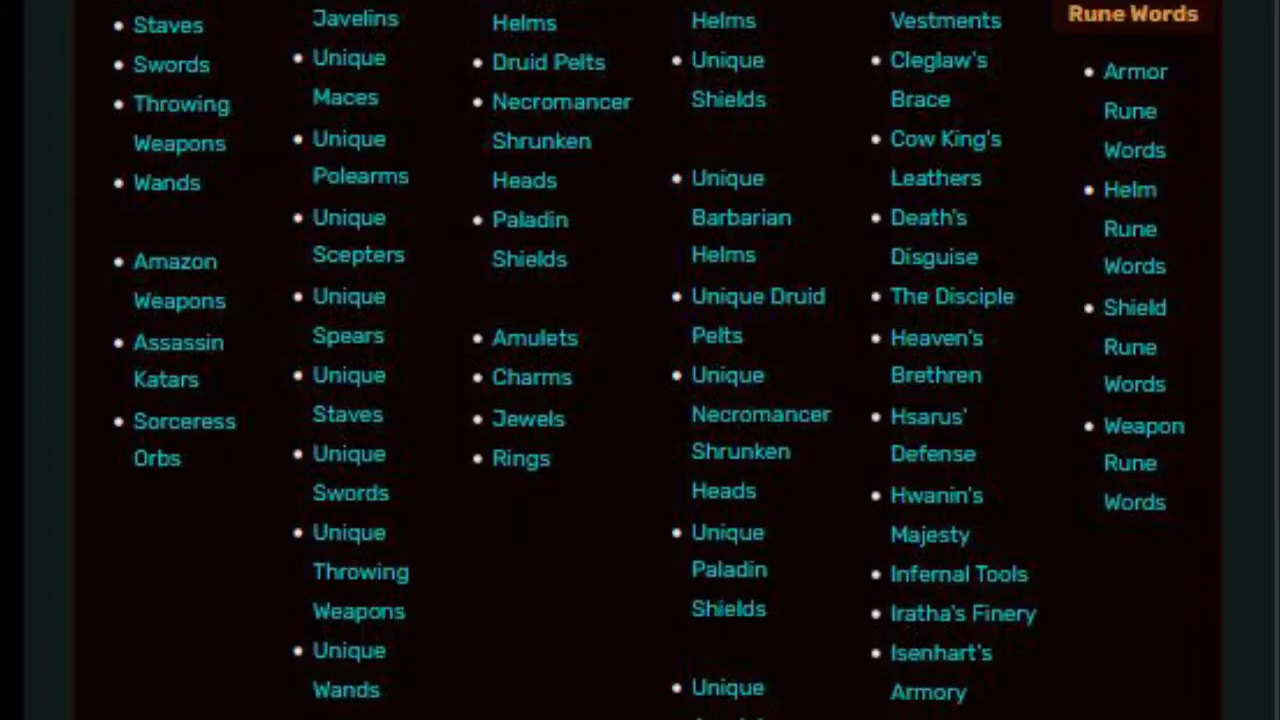 Staves
Swords
Throwing
Weapons
Wands
Amazon
Weapons
Assassin
Katars
Sorceress
Orbs
Javelins
Unique
Maces
Unique
Polearms
Unique
Scepters
Unique
Spears
Unique
Staves
Unique
Swords
Unique
Throwing
Weapons
Unique
Wands
Helms
Druid Pelts
Necromancer
Shrunken
Heads
Paladin
Shields
Amulets
Charms
Jewels
Rings
Helms
Unique
Shields
Unique
Barbarian
Helms
Unique Druid
Pelts
Unique
Necromancer
Shrunken
Heads
Unique
Paladin
Shields
Unique
Vestments
Cleglaw's
Brace
Cow King's
Leathers
Death's
Disguise
The Disciple
Heaven's
Brethren
Hsarus'
Defense
Hwanin's
Majesty
Infernal Tools
Iratha's Finery
Isenhart's
Armory
Rune Words
Armor
Rune
Words
Helm
Rune
Words
Shield
Rune
Words
Weapon
Rune
Words